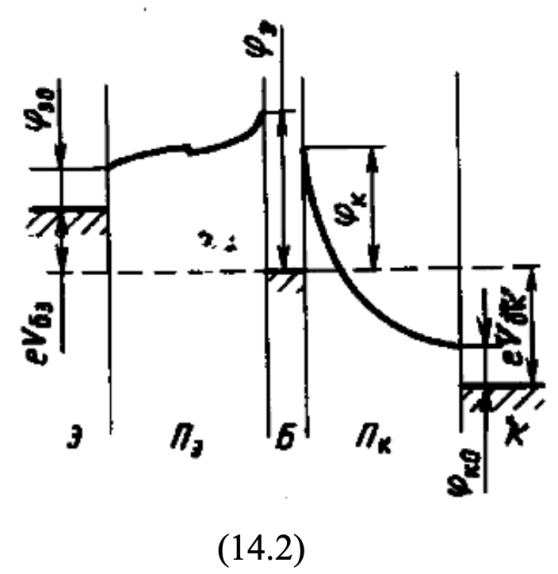 φэ
φэо
φк
eVбэ
eVбк
Э Пэ Б Пк К
φко
(14.2)